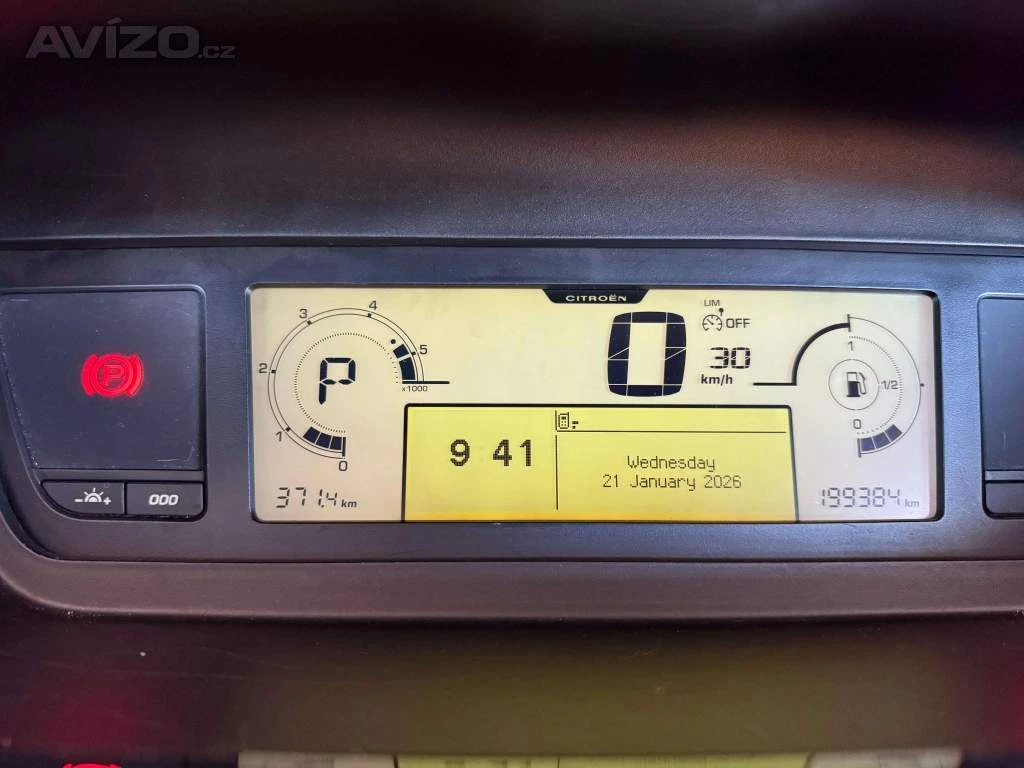 AVÍZO.cz
CITROËN
LIM
OFF
0
30
km/h
4
3
5
2
x1000
1
0
P
1
1/2
0
9 41
Wednesday
21 January 2026
371.4 km
199384 km
P
- +
000